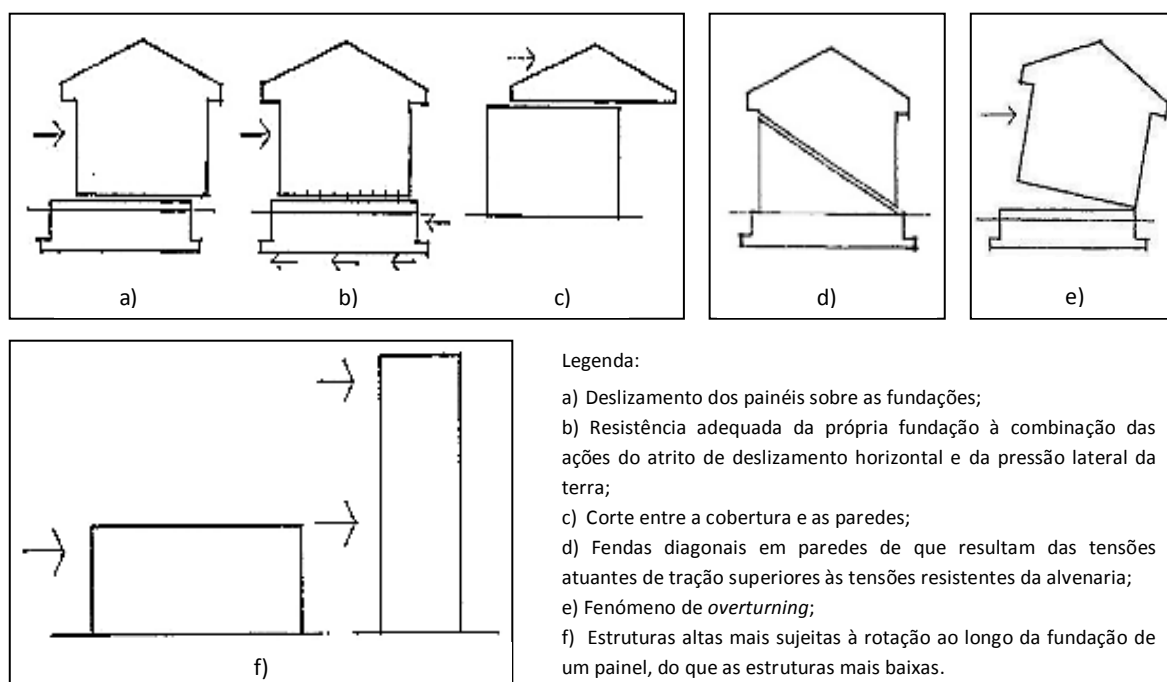 a)
b)
c)
d)
e)
f)
Legenda:
a) Deslizamento dos painéis sobre as fundações;
b) Resistência adequada da própria fundação à combinação das
ações do atrito de deslizamento horizontal e da pressão lateral da
terra;
c) Corte entre a cobertura e as paredes;
d) Fendas diagonais em paredes de que resultam das tensões
atuantes de tração superiores às tensões resistentes da alvenaria;
e) Fenómeno de overturning;
f) Estruturas altas mais sujeitas à rotação ao longo da fundação de
um painel, do que as estruturas mais baixas.